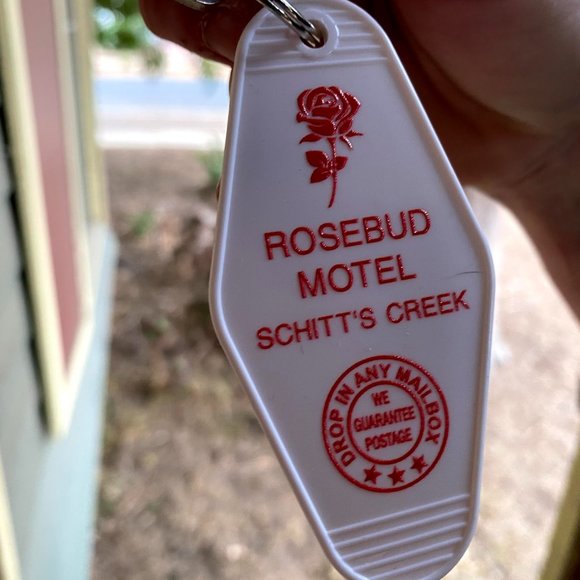 ROSEBUD
MOTEL
SCHITT'S CREEK
DROP IN ANY MAILBOX
WE
GUARANTEE
POSTAGE